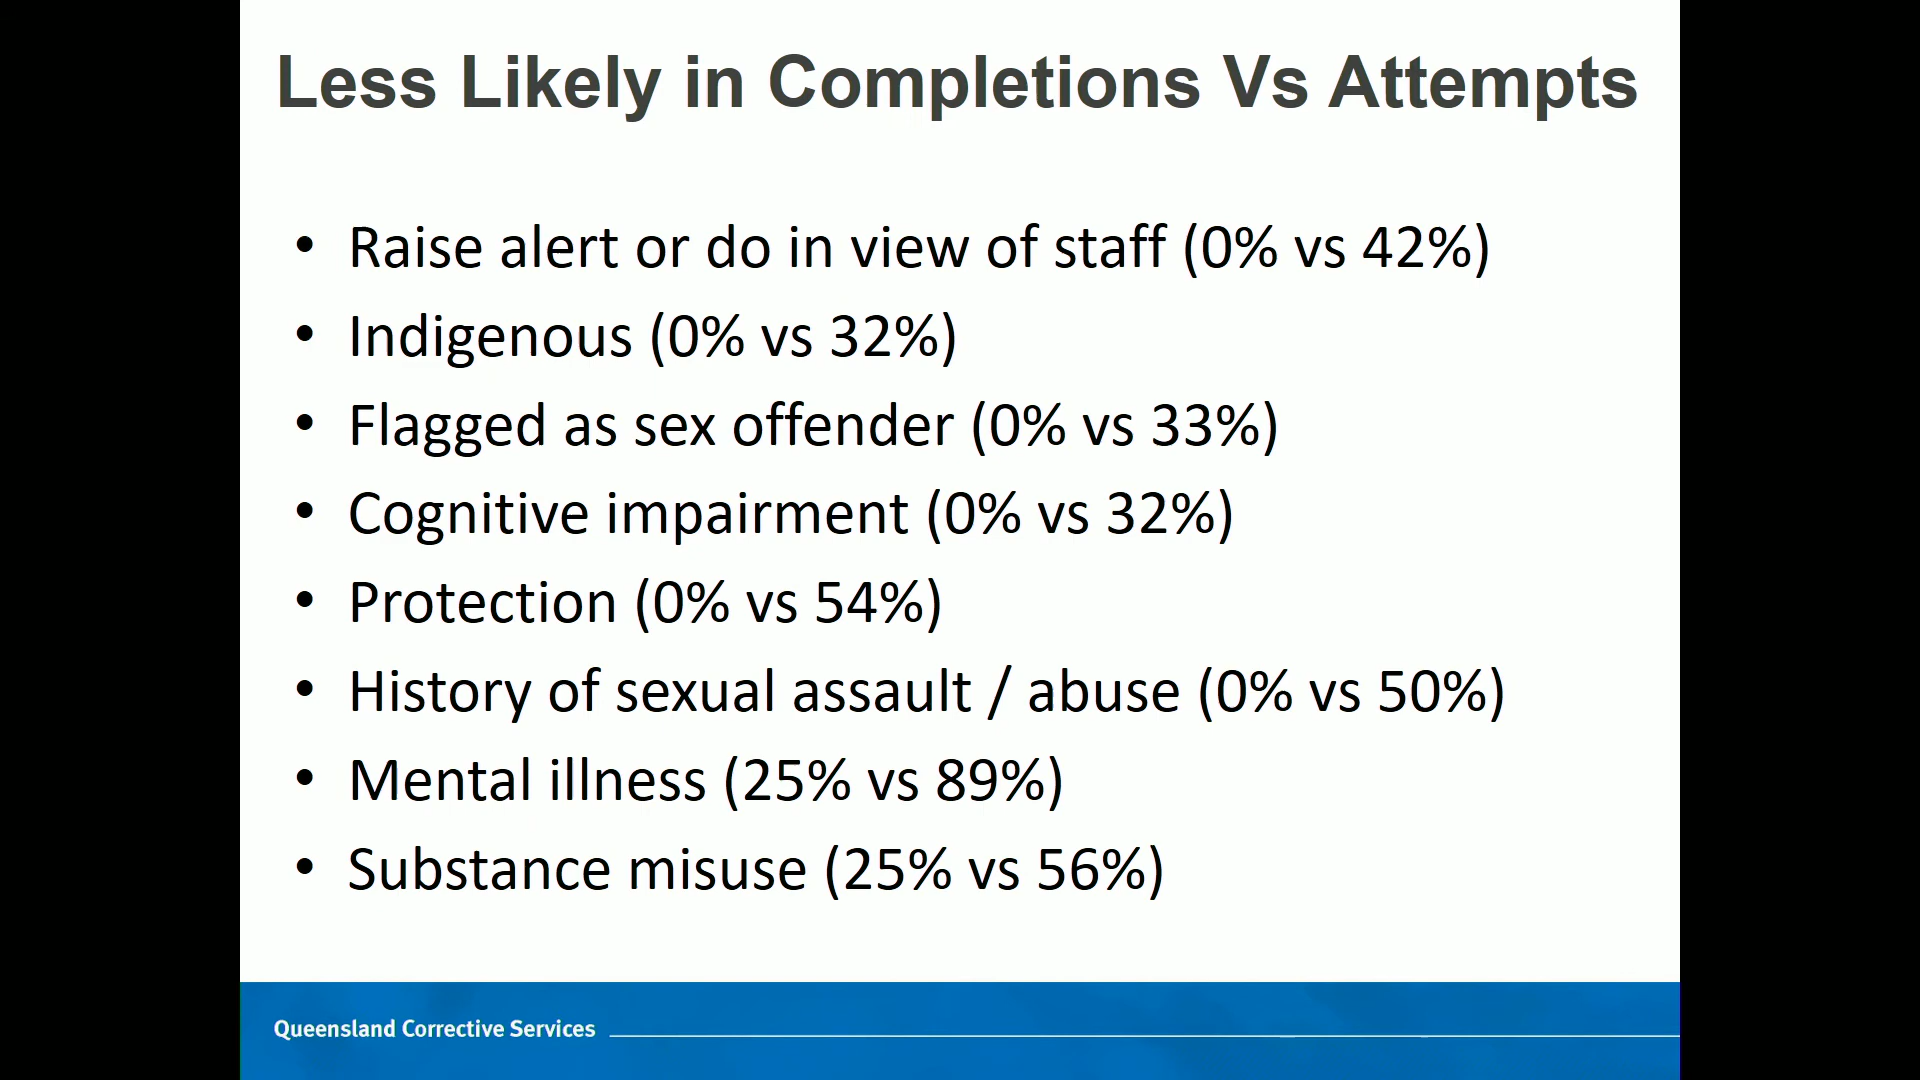 Less Likely in Completions Vs Attempts
• Raise alert or do in view of staff (0% vs 42%)
• Indigenous (0% vs 32%)
• Flagged as sex offender (0% vs 33%)
• Cognitive impairment (0% vs 32%)
• Protection (0% vs 54%)
• History of sexual assault / abuse (0% vs 50%)
• Mental illness (25% vs 89%)
• Substance misuse (25% vs 56%)
Queensland Corrective Services